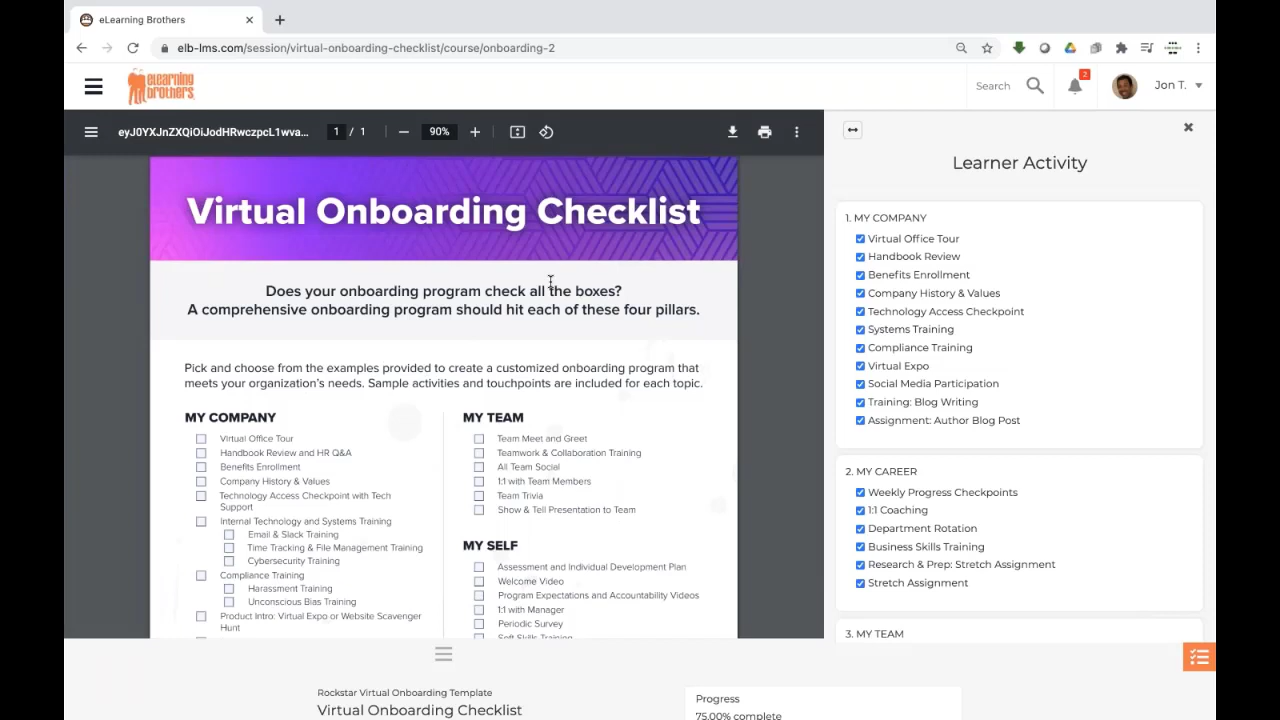 eLearning Brothers
elb-lms.com/session/virtual-onboarding-checklist/course/onboarding-2
elearning
brothers
Search
2
Jon T.
eyJ0YXJnZXQiOiJodHRwczpcL1wva...
1 / 1
90%
Virtual Onboarding Checklist
Does your onboarding program check all the boxes?
A comprehensive onboarding program should hit each of these four pillars.
Pick and choose from the examples provided to create a customized onboarding program that
meets your organization's needs. Sample activities and touchpoints are included for each topic.
MY COMPANY
Virtual Office Tour
Handbook Review and HR Q&A
Benefits Enrollment
Company History & Values
Technology Access Checkpoint with Tech
Support
Internal Technology and Systems Training
Email & Slack Training
Time Tracking & File Management Training
Cybersecurity Training
Compliance Training
Harassment Training
Unconscious Bias Training
Product Intro: Virtual Expo or Website Scavenger
Hunt
MY TEAM
Team Meet and Greet
Teamwork & Collaboration Training
All Team Social
1:1 with Team Members
Team Trivia
Show & Tell Presentation to Team
MY SELF
Assessment and Individual Development Plan
Welcome Video
Program Expectations and Accountability Videos
1:1 with Manager
Periodic Survey
Soft Skills Training
Learner Activity
1. MY COMPANY
Virtual Office Tour
Handbook Review
Benefits Enrollment
Company History & Values
Technology Access Checkpoint
Systems Training
Compliance Training
Virtual Expo
Social Media Participation
Training: Blog Writing
Assignment: Author Blog Post
2. MY CAREER
Weekly Progress Checkpoints
1:1 Coaching
Department Rotation
Business Skills Training
Research & Prep: Stretch Assignment
Stretch Assignment
3. MY TEAM
Rockstar Virtual Onboarding Template
Virtual Onboarding Checklist
Progress
75.00% complete